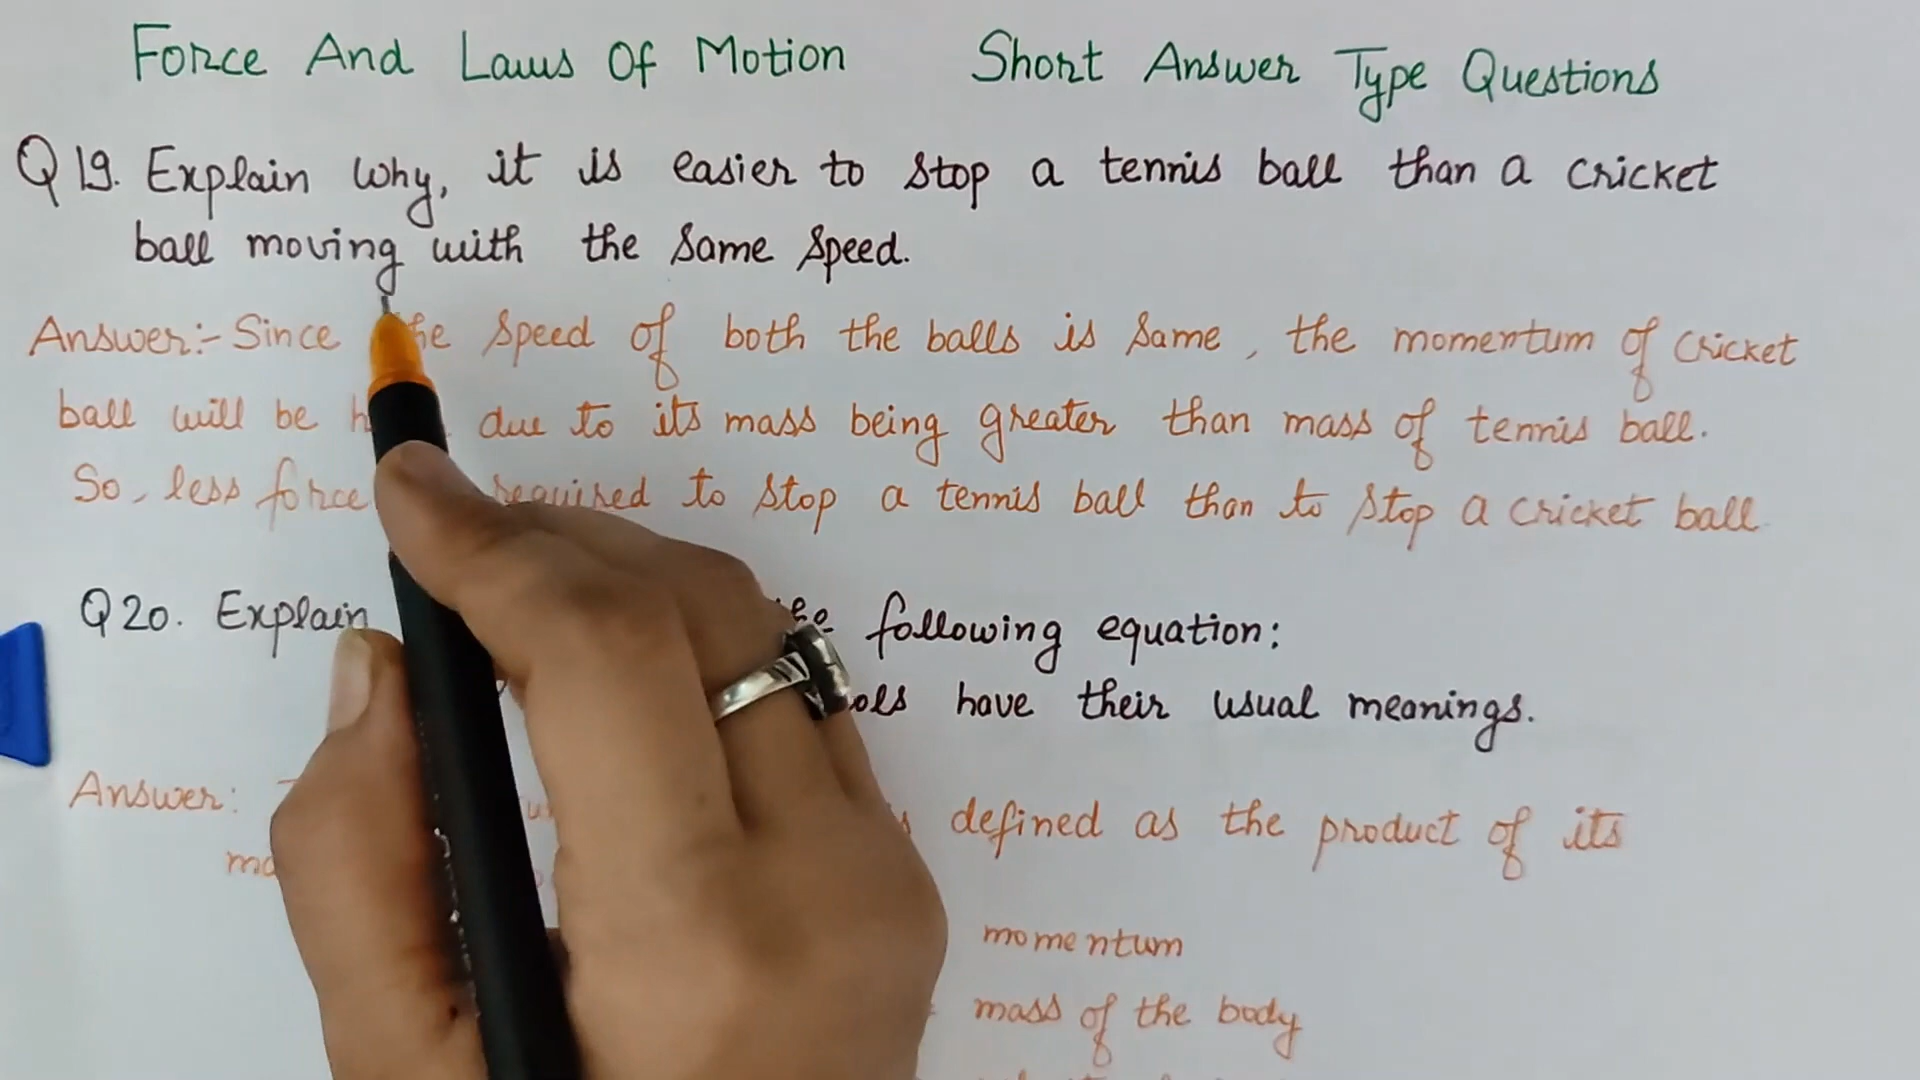 Force And Laws Of Motion Short Answer Type Questions
Q 19. Explain why, it is easier to stop a tennis ball than a cricket
ball moving with the same speed.
Answer:- Since the speed of both the balls is same, the momentum of cricket
ball will be due to its mass being greater than mass of tennis ball.
So, less force required to stop a tennis ball than to stop a cricket ball
Q 20. Explain the following equation:
have their usual meanings.
Answer: defined as the product of its
momentum
mass of the body